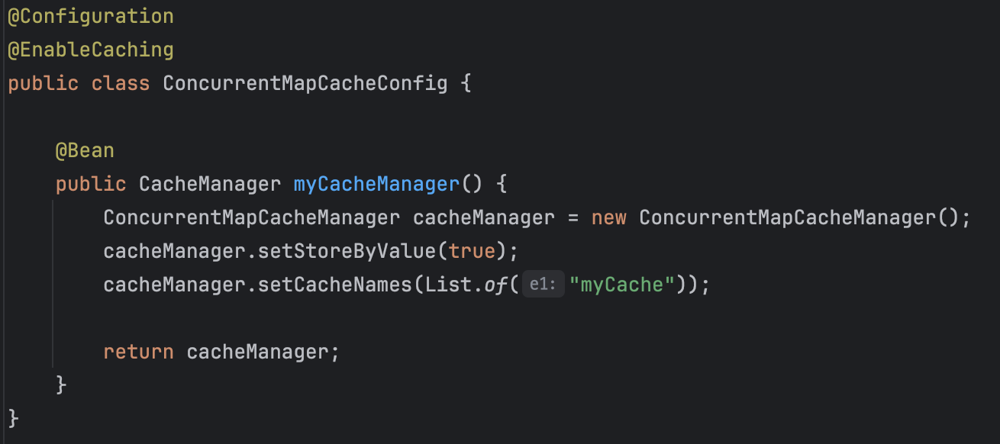 @Configuration
@EnableCaching
public class ConcurrentMapCacheConfig {
@Bean
public CacheManager myCacheManager() {
ConcurrentMapCacheManager cacheManager = new ConcurrentMapCacheManager();
cacheManager.setStoreByValue(true);
cacheManager.setCacheNames(List.of( e1: "myCache"));
return cacheManager;
}
}